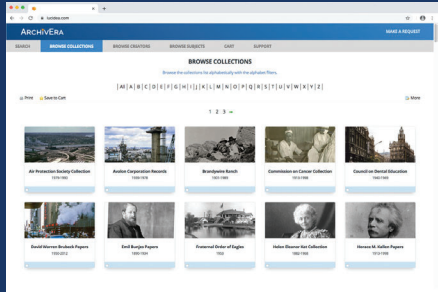 lucidea.com
ARCHIVERA
MAKE A REQUEST
SEARCH BROWSE COLLECTIONS BROWSE CREATORS BROWSE SUBJECTS CART SUPPORT
BROWSE COLLECTIONS
Browse the collections list alphabetically with the alphabet filters.
| All | A | B | C | D | E | F | G | H | I | J | K | L | M | N | O | P | Q | R | S | T | U | V | W | X | Y | Z |
Print Save to Cart More
1 2 3
Air Protection Society Collection Avalon Corporation Records Brandywine Ranch Commission on Cancer Collection Council on Dental Education
David Warren Brubeck Papers Emil Bunjes Papers Fraternal Order of Eagles Helen Eleanor Gat Collection Horace M. Kallen Papers